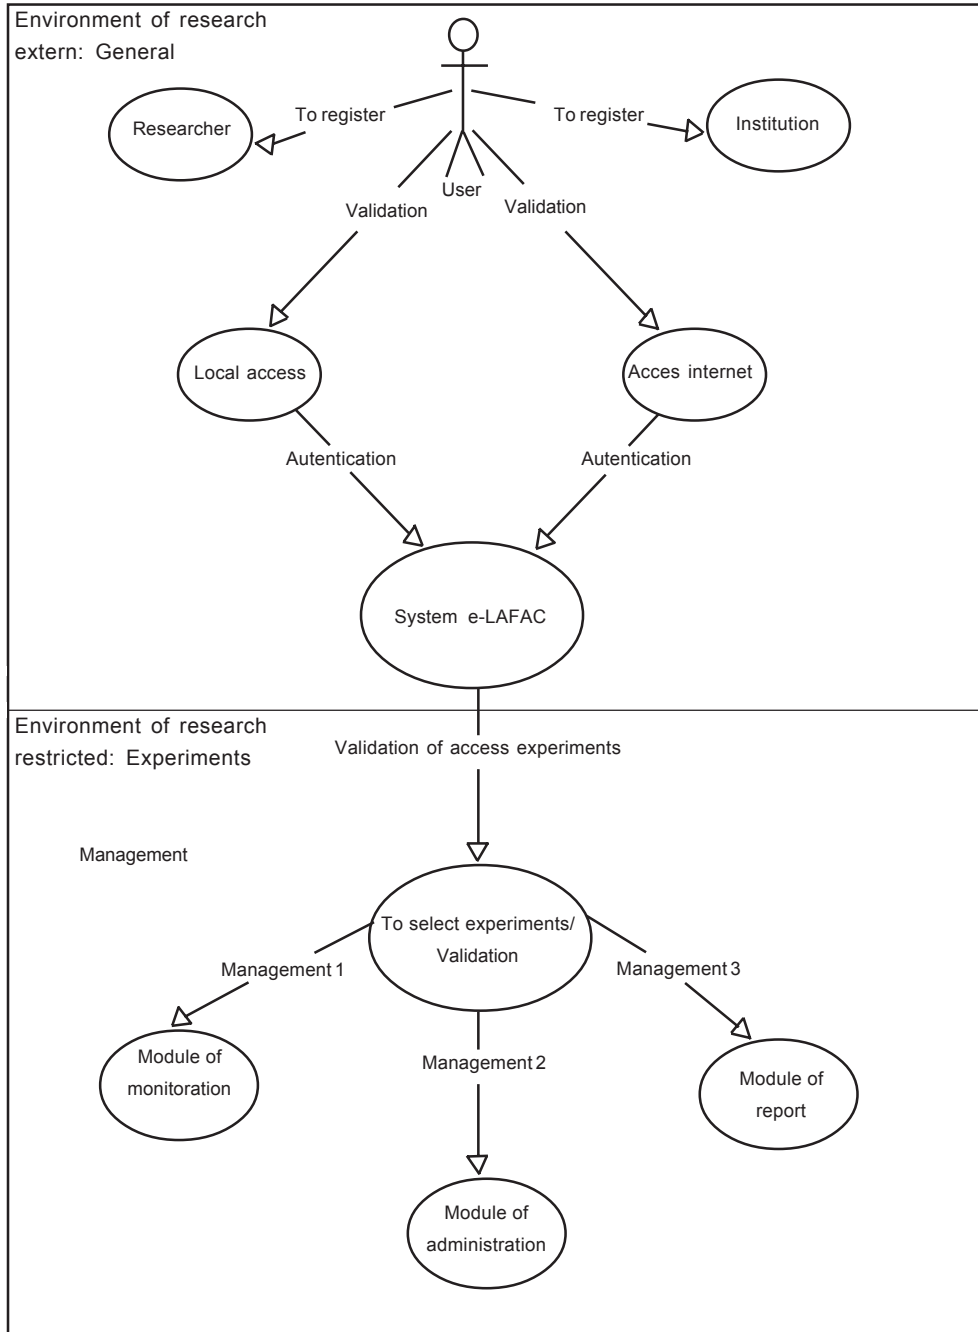 Environment of research
extern: General
To register
To register
Researcher
Institution
User
Validation
Validation
Local access
Acces internet
Autentication
Autentication
System e-LAFAC
Environment of research
restricted: Experiments
Validation of access experiments
Management
To select experiments/
Validation
Management 1
Management 3
Management 2
Module of
monitoration
Module of
report
Module of
administration